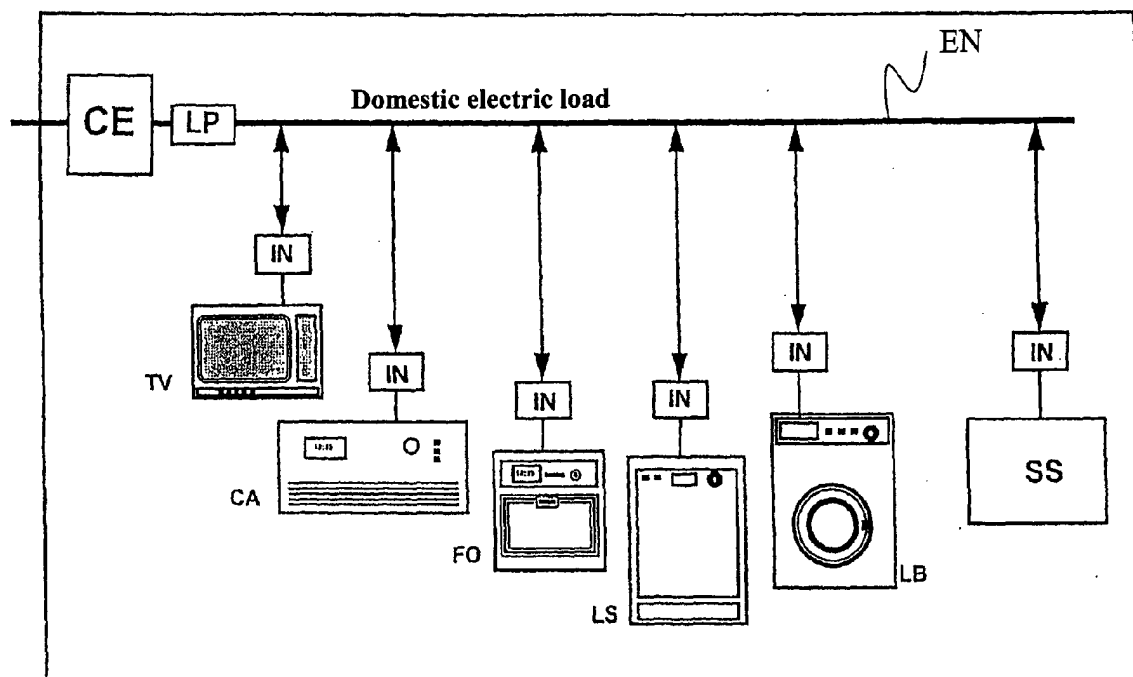 EN
Domestic electric load
CE
LP
IN
IN
IN
IN
IN
IN
TV
CA
FO
LS
LB
SS